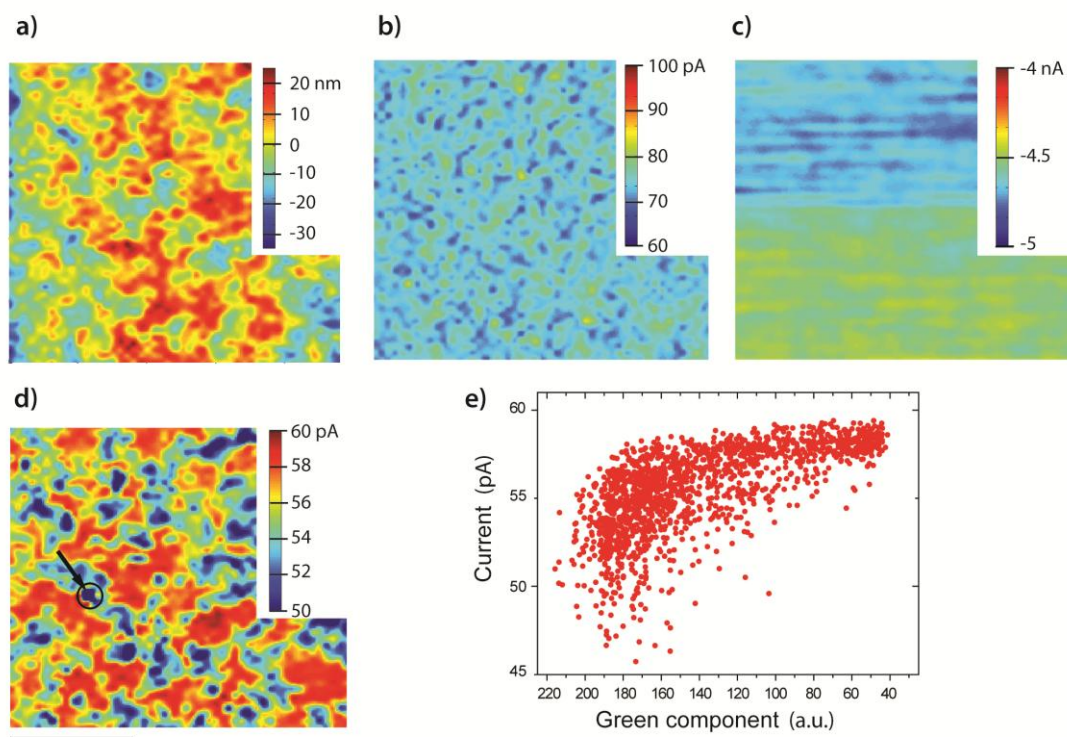 a)
20 nm
10
0
-10
-20
-30
b)
100 pA
90
80
70
60
c)
-4 nA
-4.5
-5
d)
60 pA
58
56
54
52
50
e)
60
55
50
45
Current (pA)
220 200 180 160 140 120 100 80 60 40
Green component (a.u.)